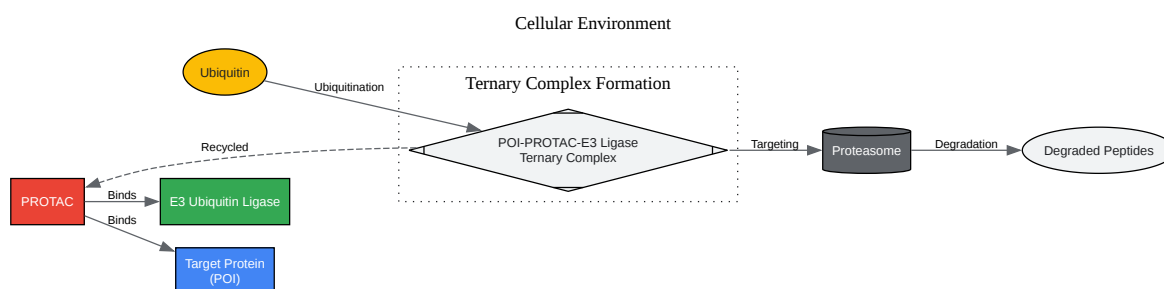 Cellular Environment
Ubiquitin
Ubiquitination
Ternary Complex Formation
POI-PROTAC-E3 Ligase
Ternary Complex
Targeting
Proteasome
Degradation
Degraded Peptides
Recycled
PROTAC
Binds
E3 Ubiquitin Ligase
Binds
Target Protein
(POI)